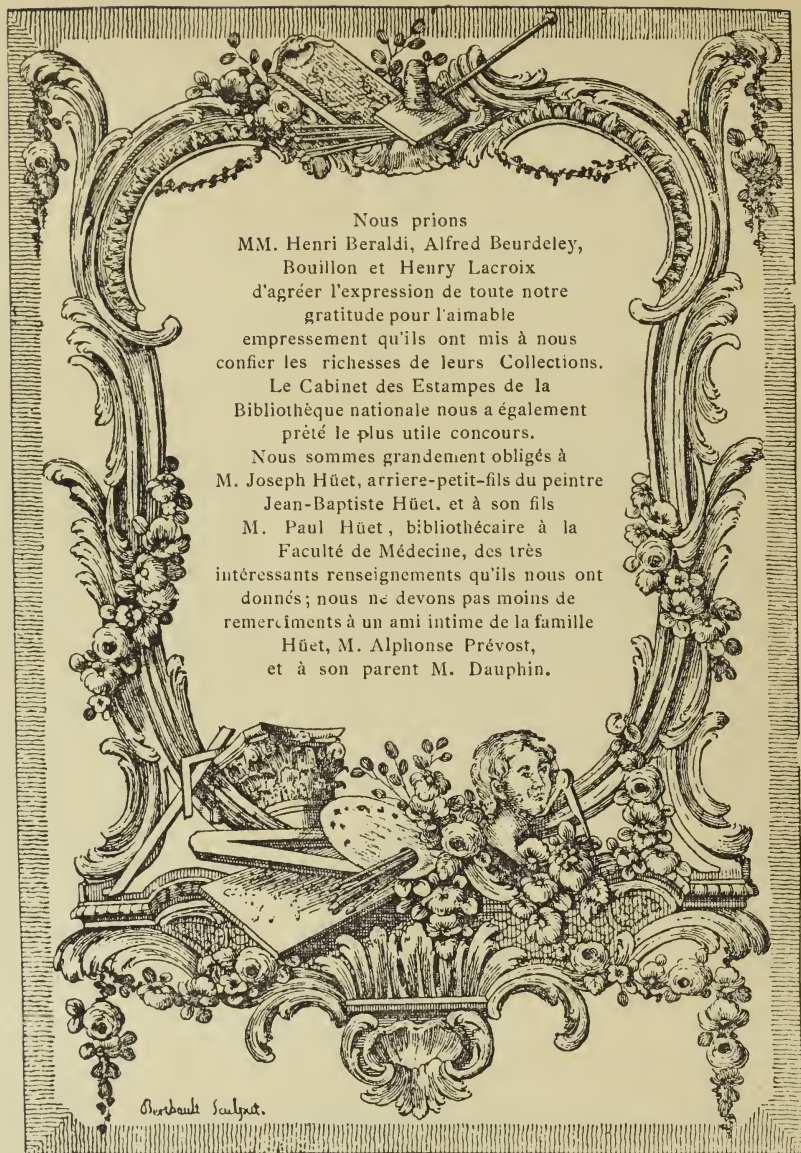 Nous prions
MM. Henri Beraldi, Alfred Beurdeley,
Bouillon et Henry Lacroix
d'agréer l'expression de toute notre
gratitude pour l'aimable
empressement qu'ils ont mis à nous
confier les richesses de leurs Collections.
Le Cabinet des Estampes de la
Bibliothèque nationale nous a également
prêté le plus utile concours.
Nous sommes grandement obligés à
M. Joseph Hüet, arriere-petit-fils du peintre
Jean-Baptiste Hüet. et à son fils
M. Paul Hüet, bibliothécaire à la
Faculté de Médecine, des très
intéressants renseignements qu'ils nous ont
donnés; nous ne devons pas moins de
remerciments à un ami intime de la famille
Hüet, M. Alphonse Prévost,
et à son parent M. Dauphin.
Berthault Sculpsit.